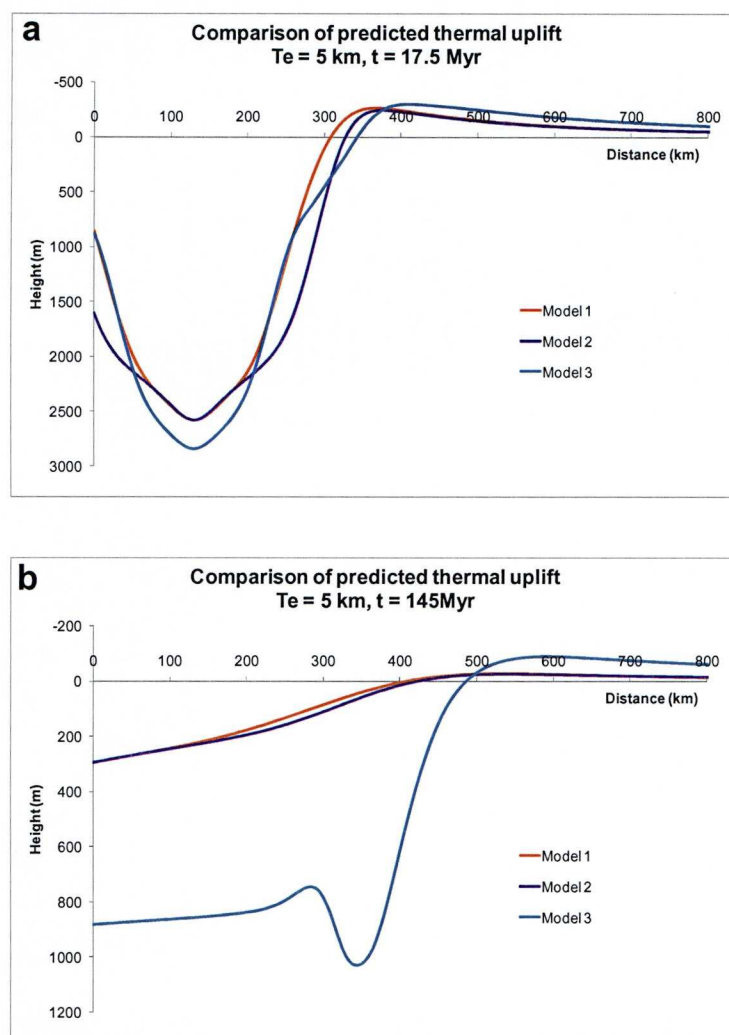 a
Comparison of predicted thermal uplift
Te = 5 km, t = 17.5 Myr
-500
0 100 200 300 400 500 600 700 800
0
Distance (km)
500
1000
Height (m)
1500
Model 1
2000
Model 2
Model 3
2500
3000
b
Comparison of predicted thermal uplift
Te = 5 km, t = 145Myr
-200
0 100 200 300 400 500 600 700 800
0
Distance (km)
200
400
Height (m)
600
Model 1
800
Model 2
Model 3
1000
1200